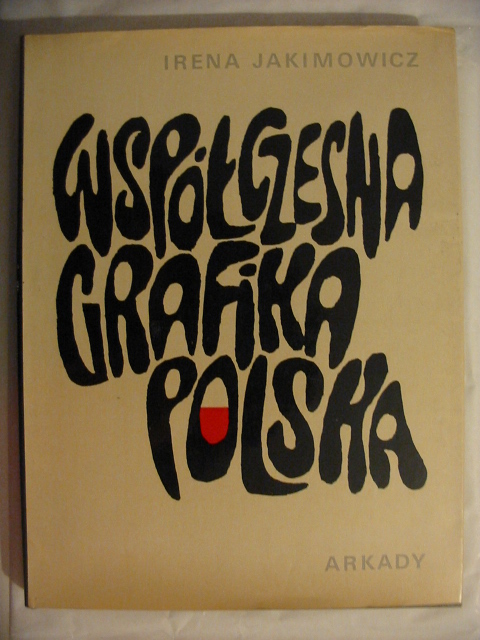 IRENA JAKIMOWICZ
WSPÓŁCZESNA
GRAFIKA
POLSKA
ARKADY